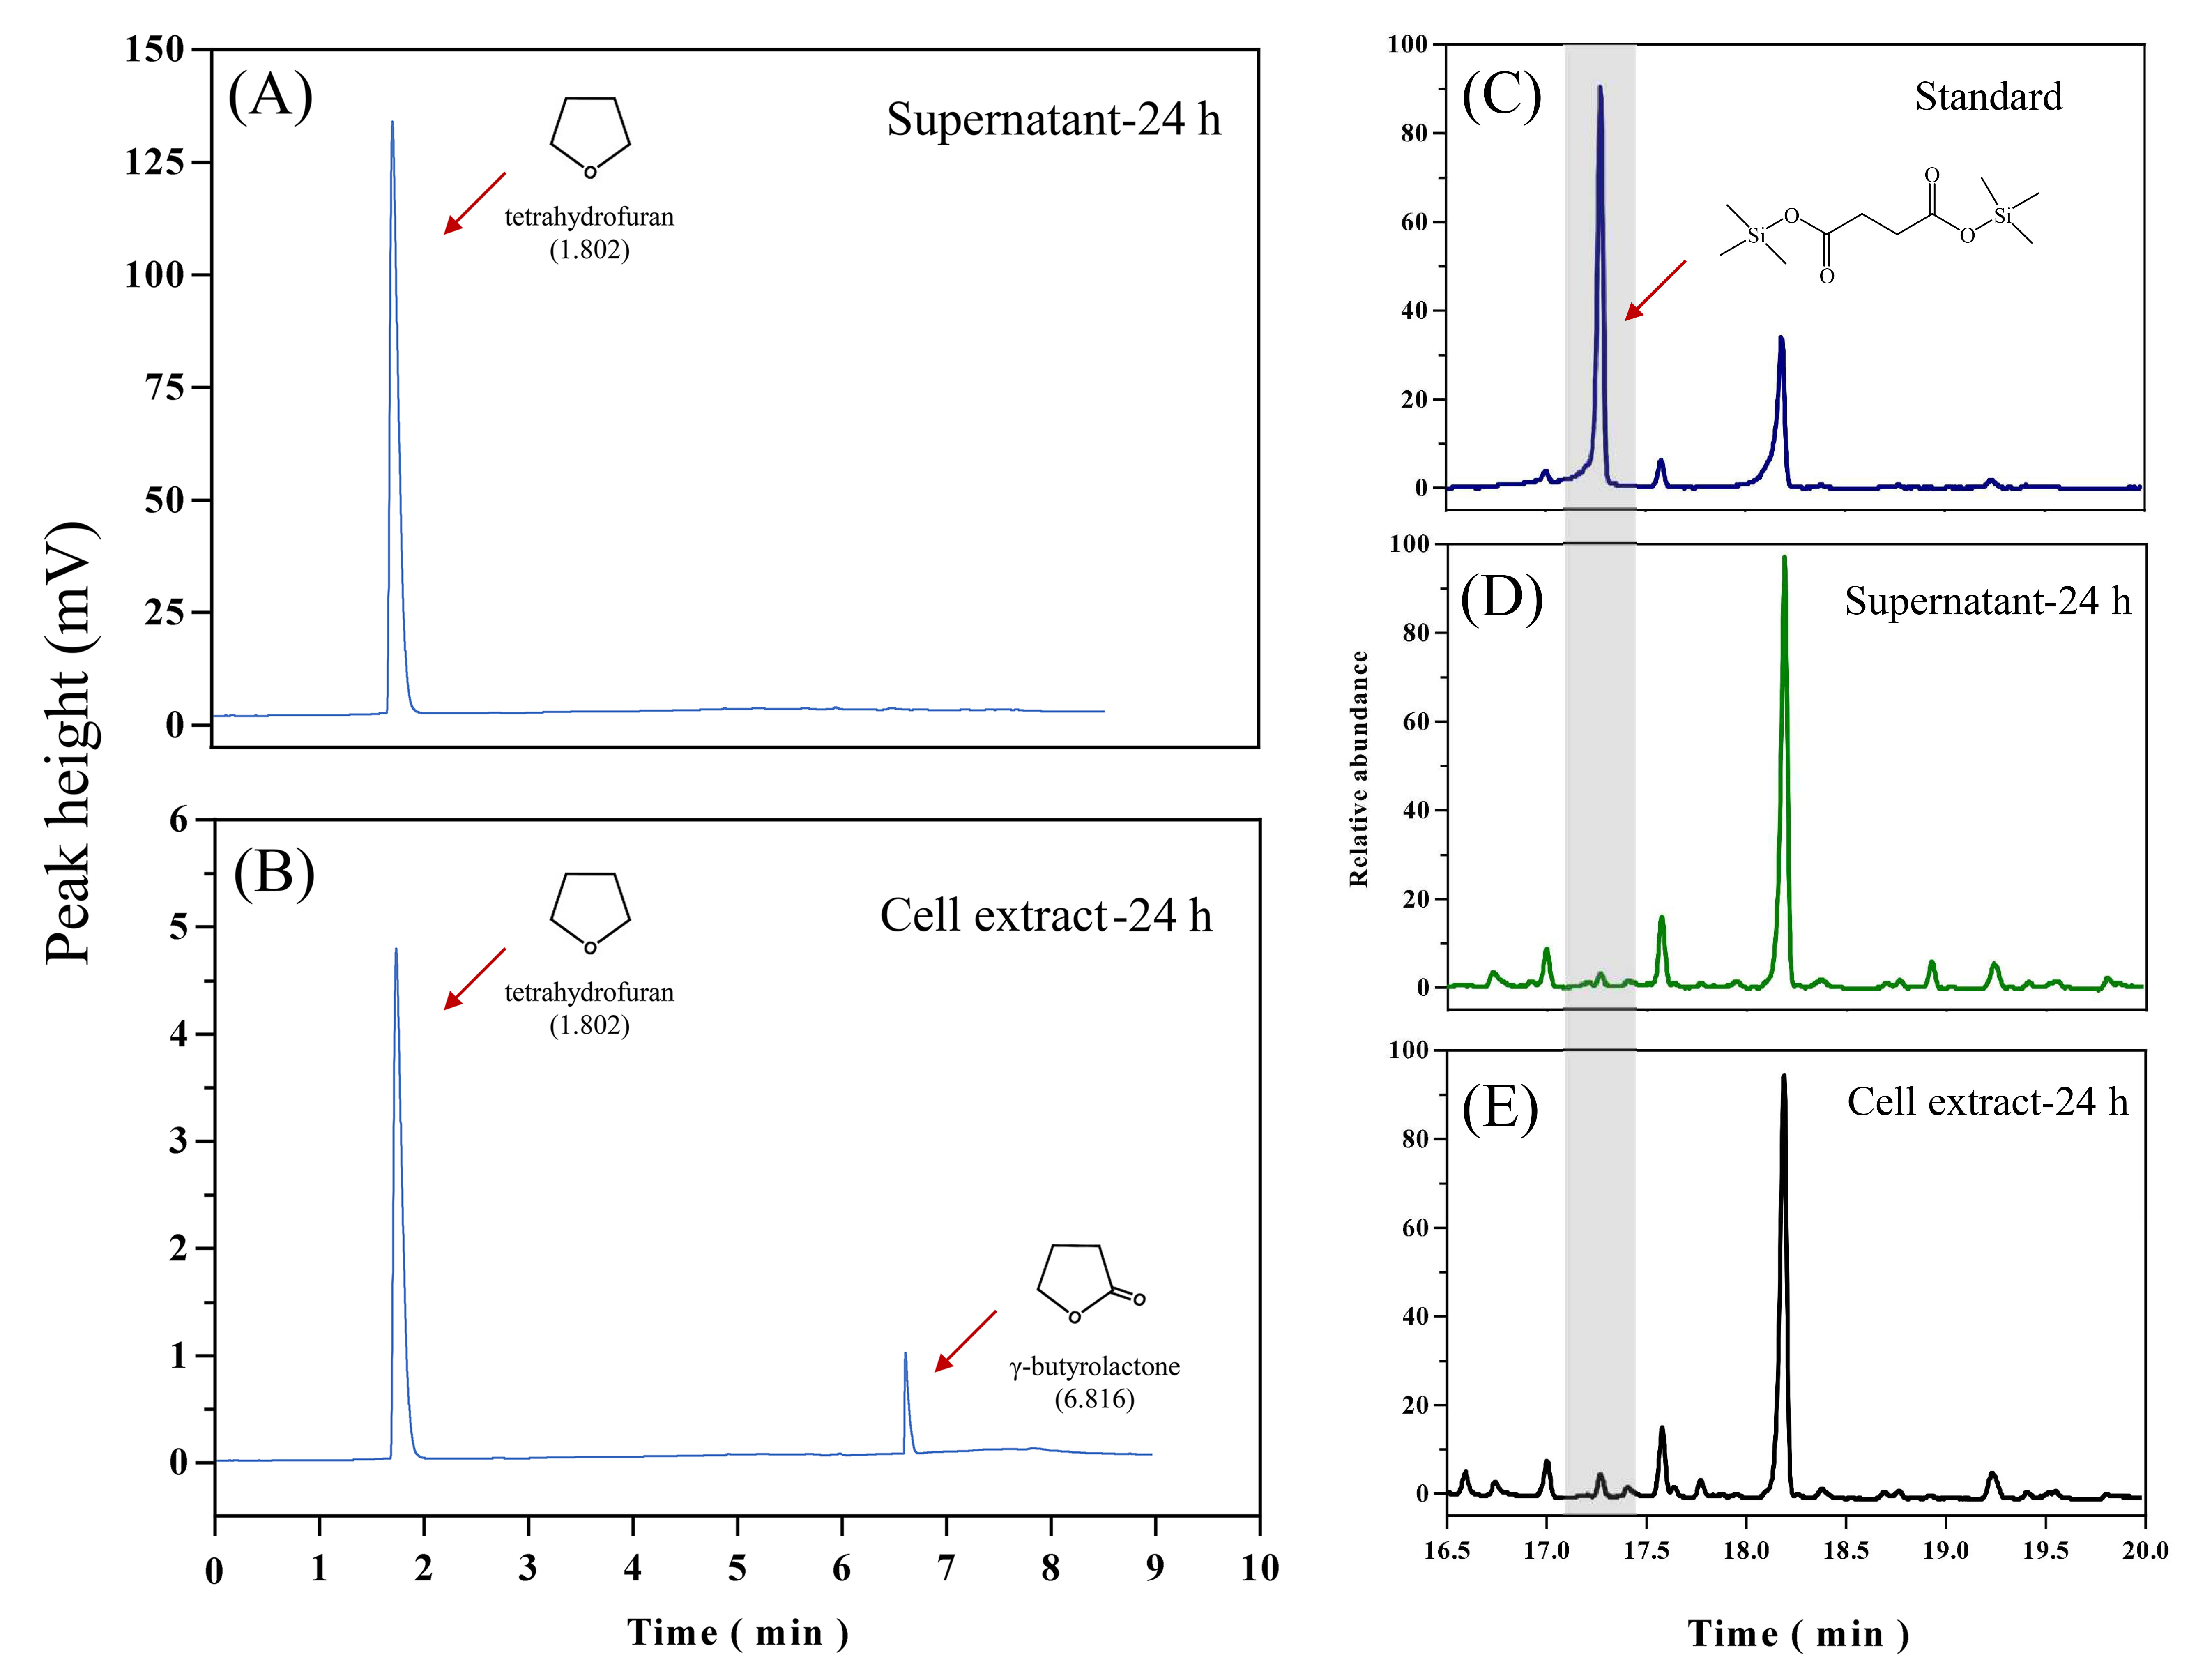 Peak height (mV)
150
125
100
75
50
25
0
(A)
Supernatant-24 h
O
tetrahydrofuran
(1.802)
6
5
4
3
2
1
0
(B)
Cell extract-24 h
O
tetrahydrofuran
(1.802)
O
O
γ-butyrolactone
(6.816)
0 1 2 3 4 5 6 7 8 9 10
Time ( min )
Relative abundance
100
80
60
40
20
0
(C)
Standard
Si O O O O Si
100
80
60
40
20
0
(D)
Supernatant-24 h
100
80
60
40
20
0
(E)
Cell extract-24 h
16.5 17.0 17.5 18.0 18.5 19.0 19.5 20.0
Time ( min )